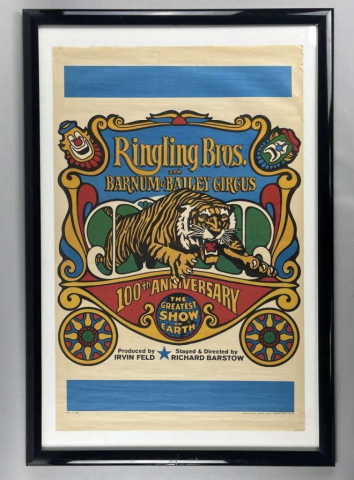 Ringling Bros.
AND
BARNUM & BAILEY CIRCUS
100th ANNIVERSARY
THE
GREATEST
SHOW
ON
EARTH
Produced by Staged & Directed by
IRVIN FELD RICHARD BARSTOW